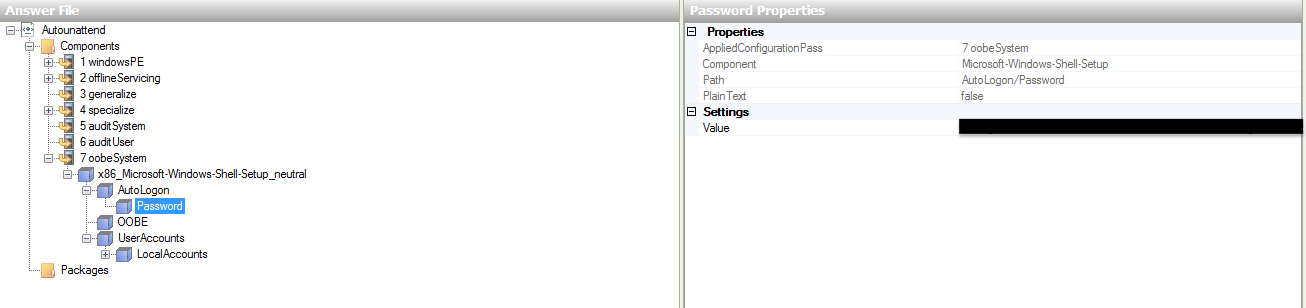 Answer File
Autounattend
Components
1 windowsPE
2 offlineServicing
3 generalize
4 specialize
5 auditSystem
6 auditUser
7 oobeSystem
x86_Microsoft-Windows-Shell-Setup_neutral
AutoLogon
Password
OOBE
UserAccounts
LocalAccounts
Packages
Password Properties
Properties
AppliedConfigurationPass 7 oobeSystem
Component Microsoft-Windows-Shell-Setup
Path AutoLogon/Password
PlainText false
Settings
Value